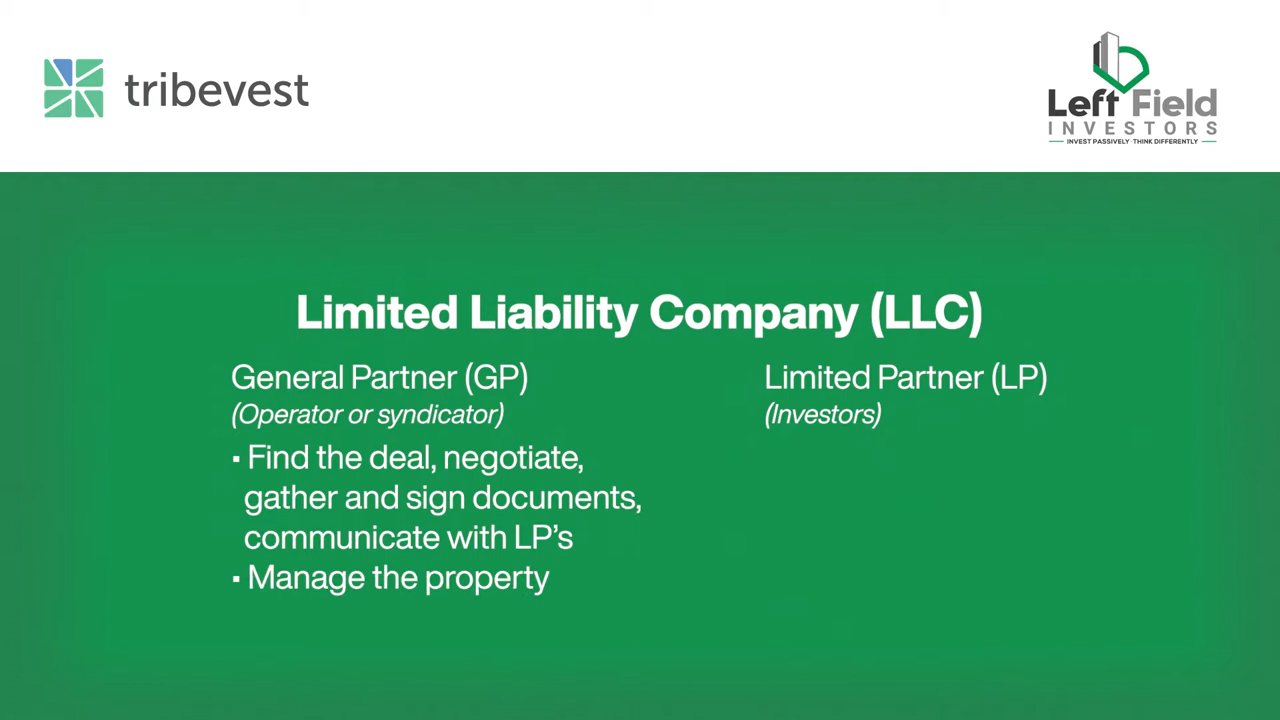 tribevest
Left Field
INVESTORS
INVEST PASSIVELY · THINK DIFFERENTLY
Limited Liability Company (LLC)
General Partner (GP)
(Operator or syndicator)
▪ Find the deal, negotiate,
gather and sign documents,
communicate with LP’s
▪ Manage the property
Limited Partner (LP)
(Investors)